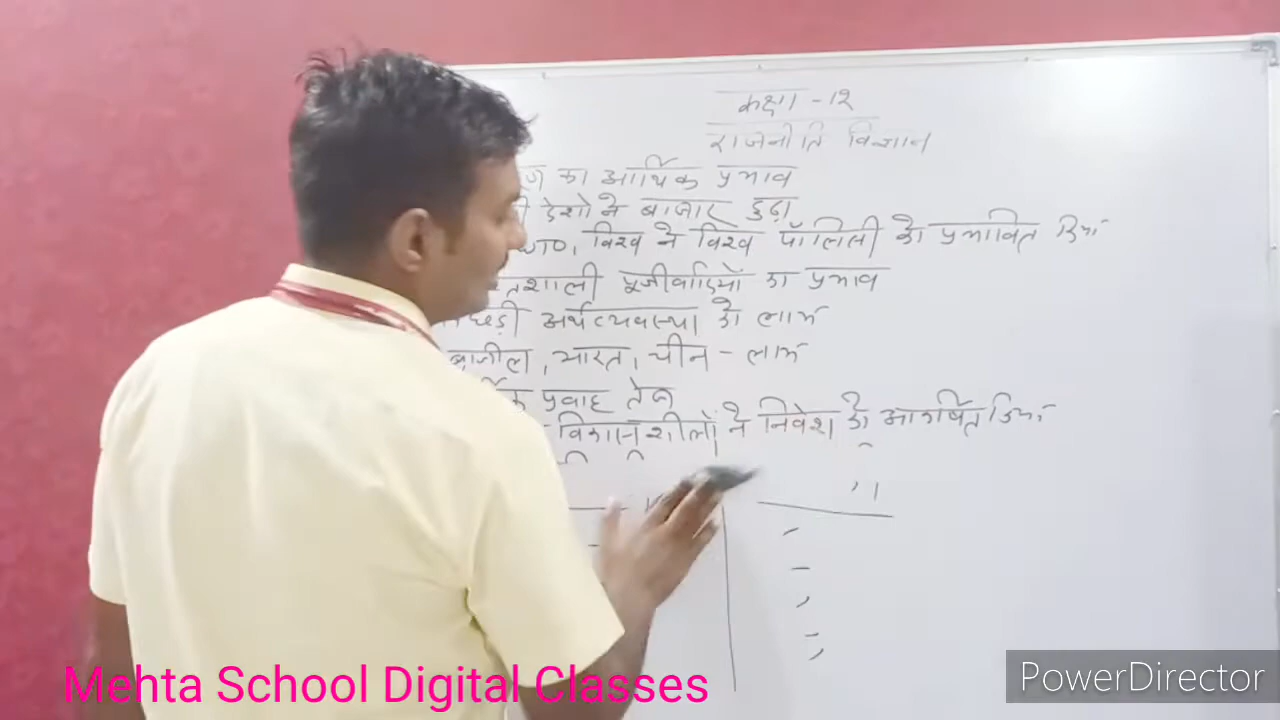 कक्षा - १२
राजनीति विज्ञान
का आर्थिक प्रभाव
देशो ने बाजार ढुढ़ा
WTO, विश्व ने विश्व पॉलिली को प्रभावित किया
पूजीवादियों का प्रभाव
अर्थव्यवस्था को लाभ
भारत, चीन - लाभ
प्रवाह तेज
विकासशीलों ने निवेश को आकर्षित किया
Mehta School Digital Classes
PowerDirector